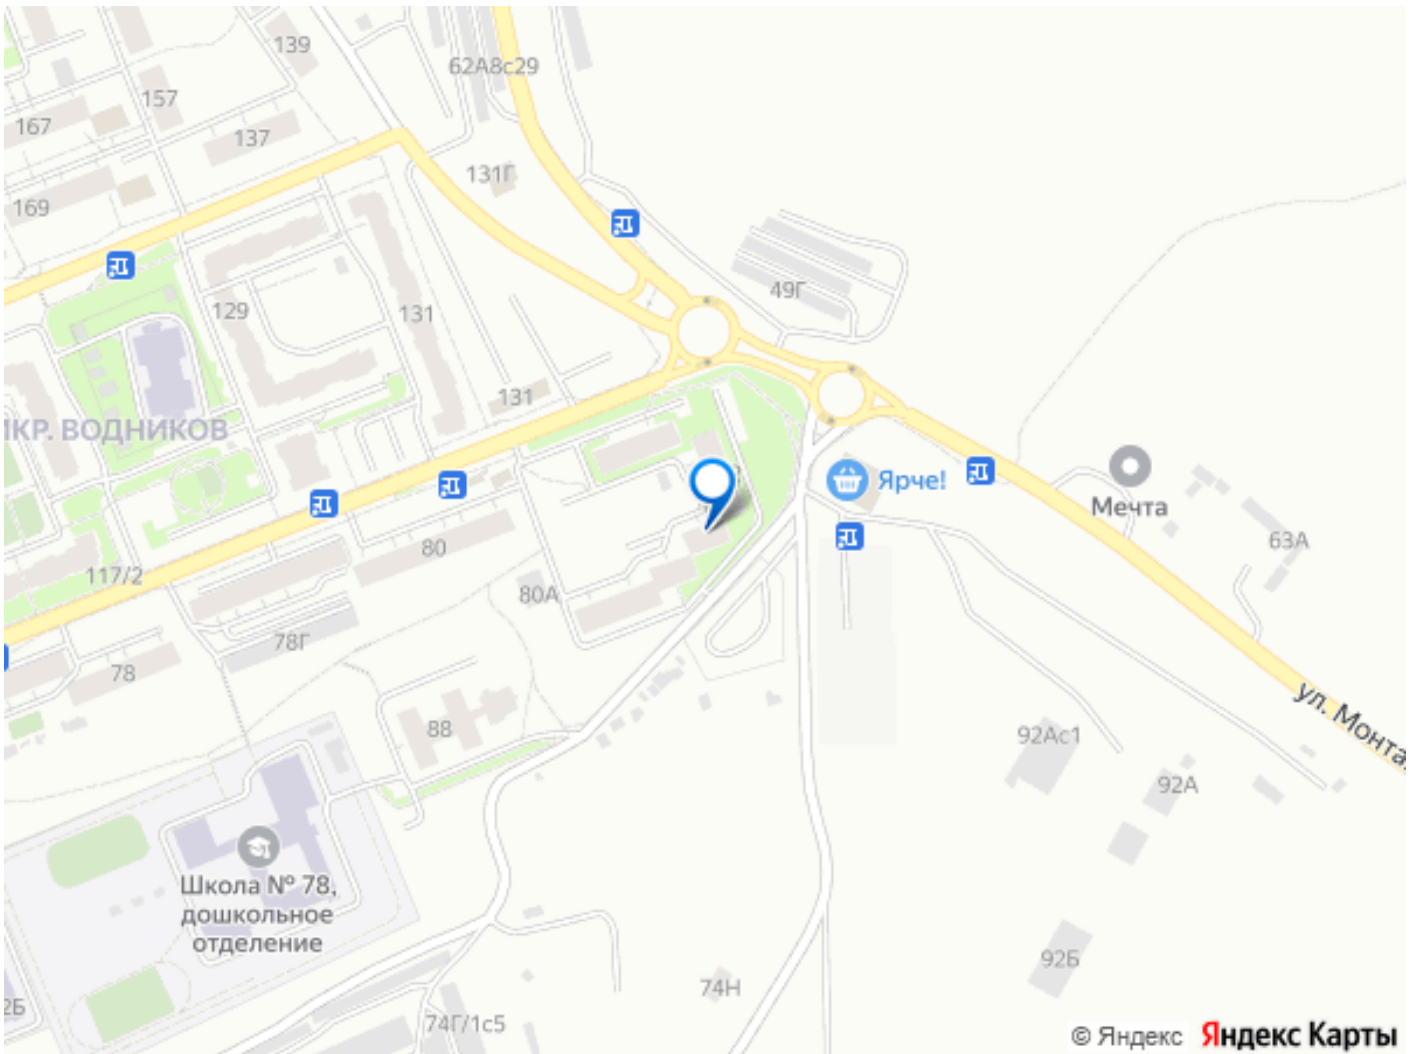 139
62А8с29
157
167
137
131Г
169
49Г
129
131
131
МКР. ВОДНИКОВ
Ярче!
Мечта
63А
80
117/2
80А
78Г
78
ул. Монта
88
92Ас1
92А
Школа № 78,
дошкольное
отделение
92Б
74Н
2Б
74Г/1с5
© Яндекс Яндекс Карты